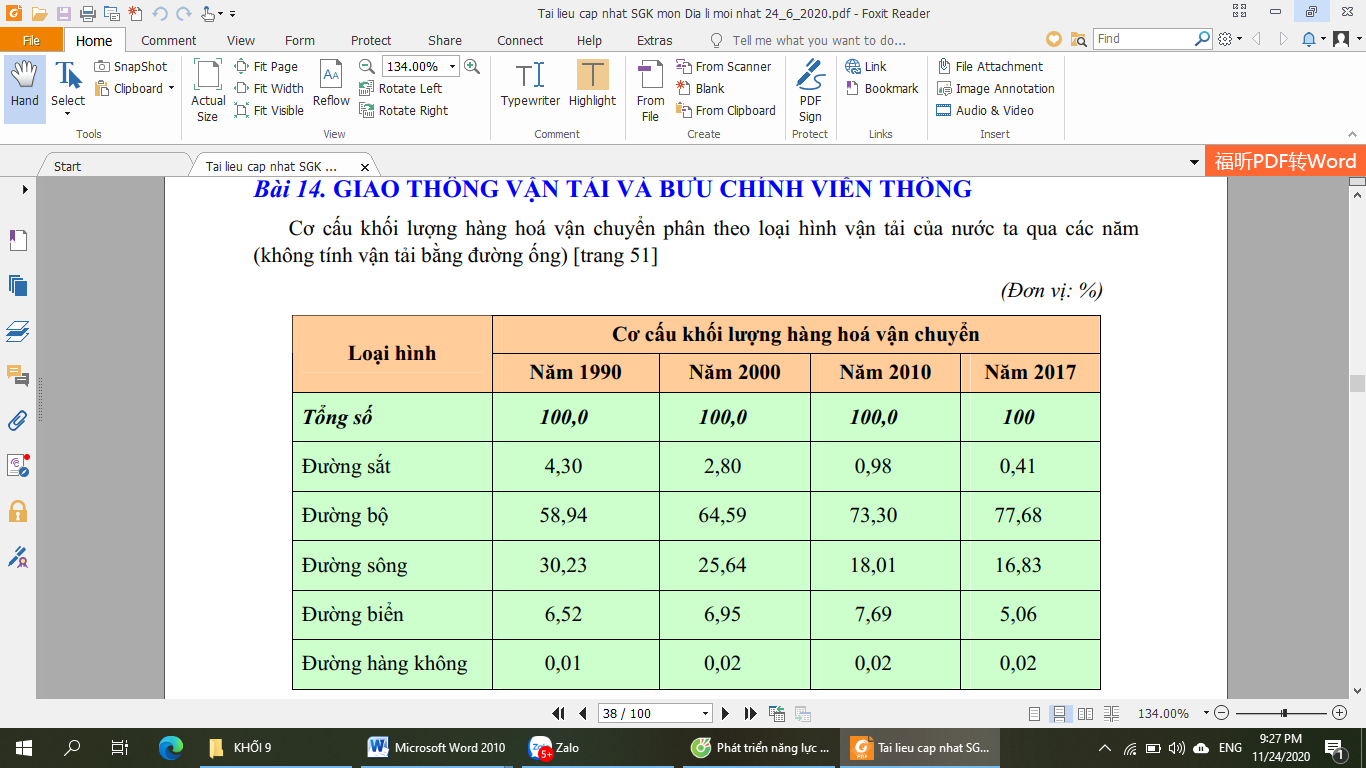 Tai lieu cap nhat SGK mon Dia li moi nhat 24_6_2020.pdf - Foxit Reader
File Home Comment View Form Protect Share Connect Help Extras Tell me what you want to do... Find
Hand
Select
SnapShot
Clipboard
Tools
Actual Size
Fit Page
Fit Width
Fit Visible
Reflow
134.00%
Rotate Left
Rotate Right
View
Typewriter
Highlight
Comment
From File
From Scanner
Blank
From Clipboard
Create
PDF Sign
Protect
Link
Bookmark
Links
File Attachment
Image Annotation
Audio & Video
Insert
Start
Tai lieu cap nhat SGK ...
福昕PDF转Word
Bài 14. GIAO THÔNG VẬN TẢI VÀ BƯU CHÍNH VIỄN THÔNG
Cơ cấu khối lượng hàng hoá vận chuyển phân theo loại hình vận tải của nước ta qua các năm
(không tính vận tải bằng đường ống) [trang 51]
(Đơn vị: %)
Loại hình
Cơ cấu khối lượng hàng hoá vận chuyển
Năm 1990 Năm 2000 Năm 2010 Năm 2017
Tổng số 100,0 100,0 100,0 100
Đường sắt 4,30 2,80 0,98 0,41
Đường bộ 58,94 64,59 73,30 77,68
Đường sông 30,23 25,64 18,01 16,83
Đường biển 6,52 6,95 7,69 5,06
Đường hàng không 0,01 0,02 0,02 0,02
38 / 100
134.00%
KHỐI 9
Microsoft Word 2010
Zalo
5+
Phát triển năng lực ...
Tai lieu cap nhat SG...
ENG
9:27 PM
11/24/2020
1